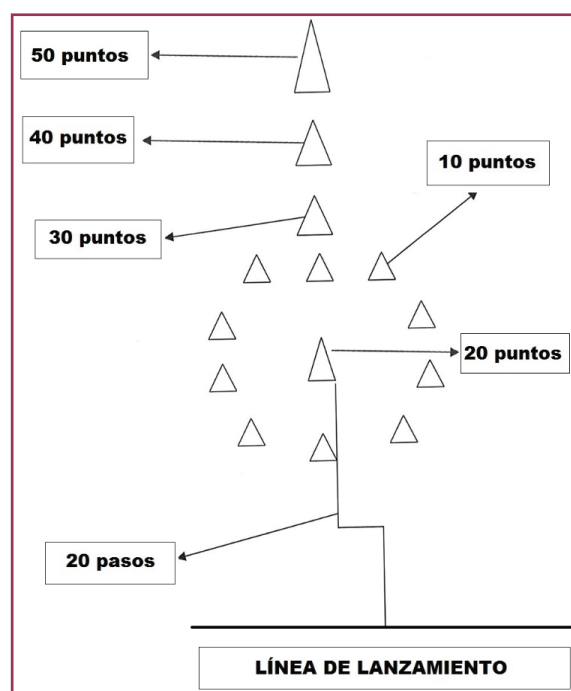 50 puntos
40 puntos
10 puntos
30 puntos
20 puntos
20 pasos
LÍNEA DE LANZAMIENTO